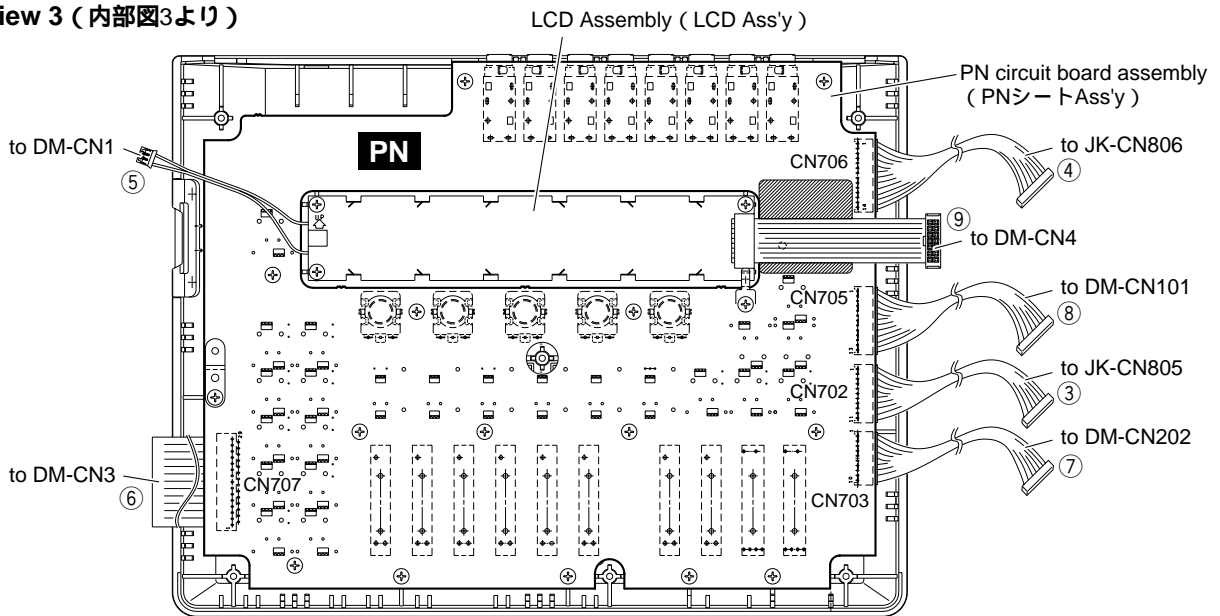 iew 3（内部図3より）
LCD Assembly（LCD Ass'y）
PN circuit board assembly
（PNシートAss'y）
to DM-CN1
⑤
PN
CN706
to JK-CN806
④
UP
⑨
to DM-CN4
CN705
to DM-CN101
⑧
CN702
to JK-CN805
③
to DM-CN202
⑦
to DM-CN3
⑥
CN707
CN703